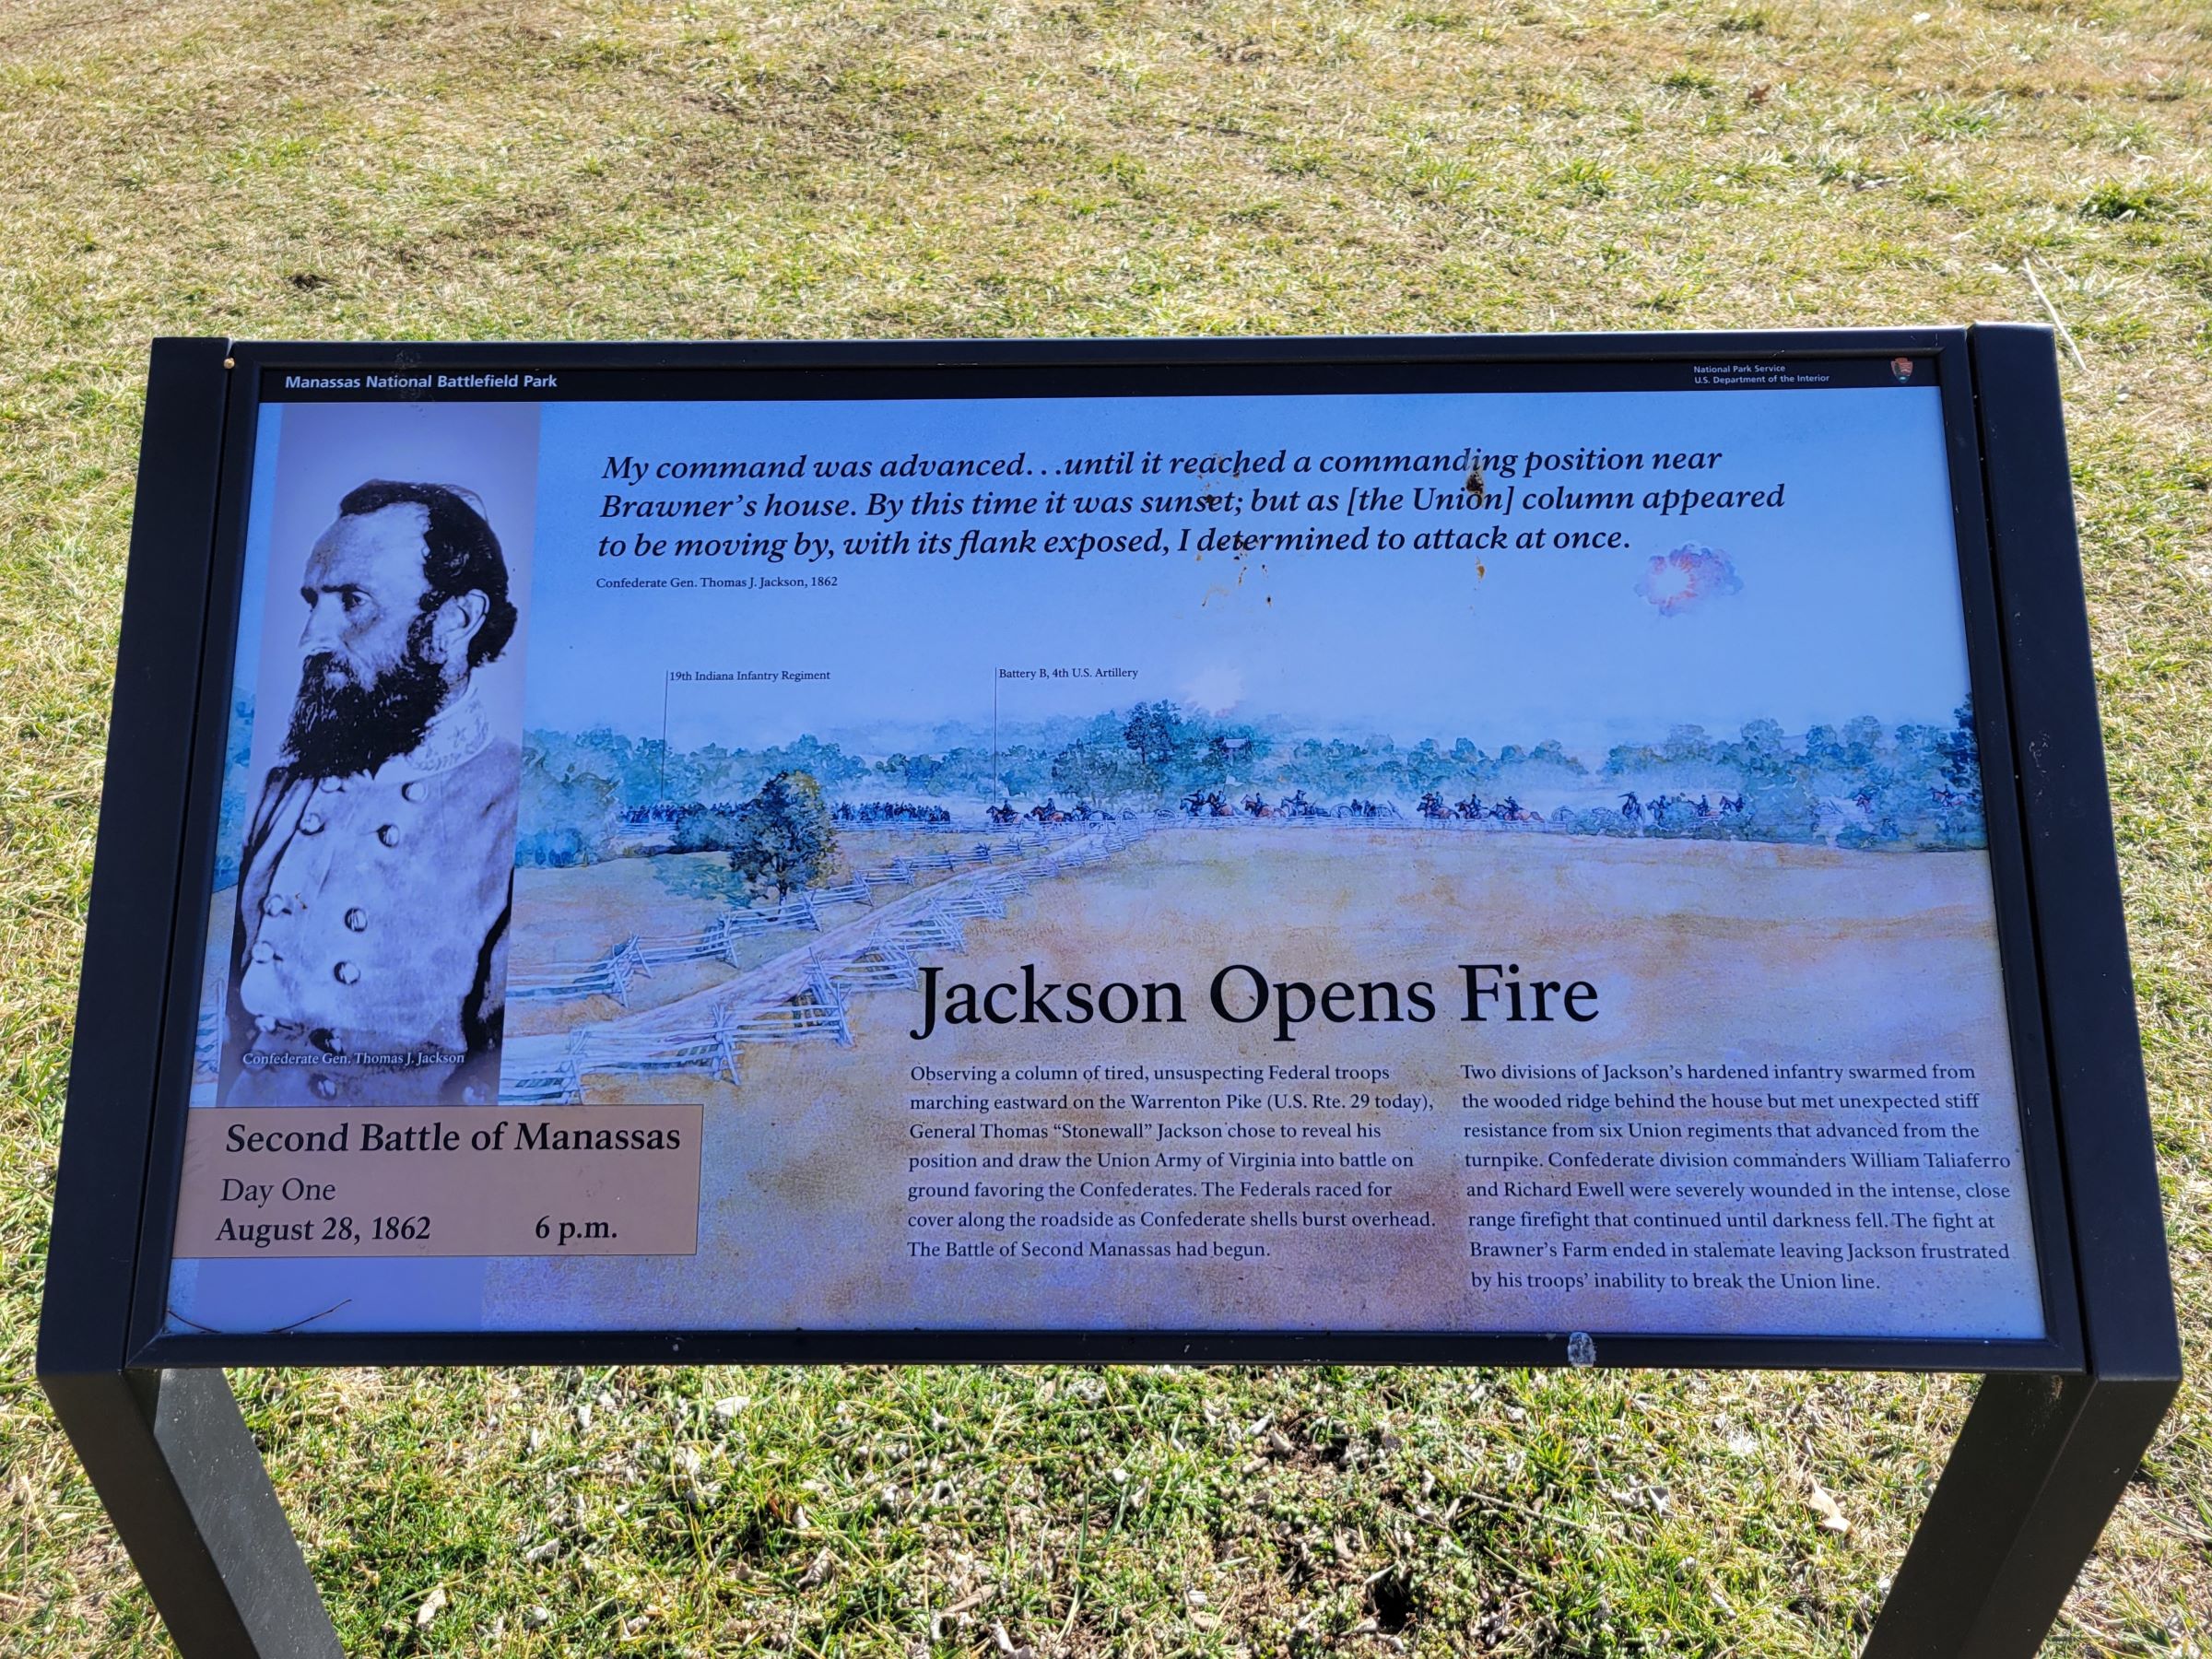 Manassas National Battlefield Park
National Park Service
U.S. Department of the Interior
My command was advanced...until it reached a commanding position near
Brawner's house. By this time it was sunset; but as [the Union] column appeared
to be moving by, with its flank exposed, I determined to attack at once.
Confederate Gen. Thomas J. Jackson, 1862
19th Indiana Infantry Regiment
Battery B, 4th U.S. Artillery
Confederate Gen. Thomas J. Jackson
Second Battle of Manassas
Day One
August 28, 1862 6 p.m.
Jackson Opens Fire
Observing a column of tired, unsuspecting Federal troops
marching eastward on the Warrenton Pike (U.S. Rte. 29 today),
General Thomas “Stonewall” Jackson chose to reveal his
position and draw the Union Army of Virginia into battle on
ground favoring the Confederates. The Federals raced for
cover along the roadside as Confederate shells burst overhead.
The Battle of Second Manassas had begun.
Two divisions of Jackson's hardened infantry swarmed from
the wooded ridge behind the house but met unexpected stiff
resistance from six Union regiments that advanced from the
turnpike. Confederate division commanders William Taliaferro
and Richard Ewell were severely wounded in the intense, close
range firefight that continued until darkness fell. The fight at
Brawner's Farm ended in stalemate leaving Jackson frustrated
by his troops' inability to break the Union line.